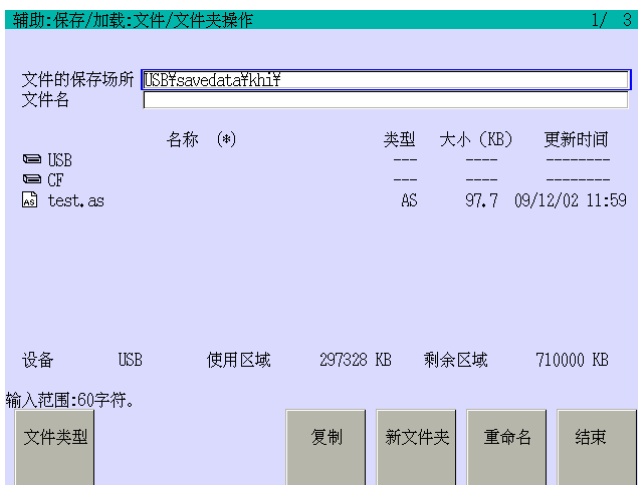 辅助:保存/加载:文件/文件夹操作 1/ 3
文件的保存场所 USB¥savedata¥khi¥
文件名
名称 (*) 类型 大小 (KB) 更新时间
USB --- ---- --------
CF --- ---- --------
AS test.as AS 97.7 09/12/02 11:59
设备 USB 使用区域 297328 KB 剩余区域 710000 KB
输入范围:60字符。
文件类型 复制 新文件夹 重命名 结束